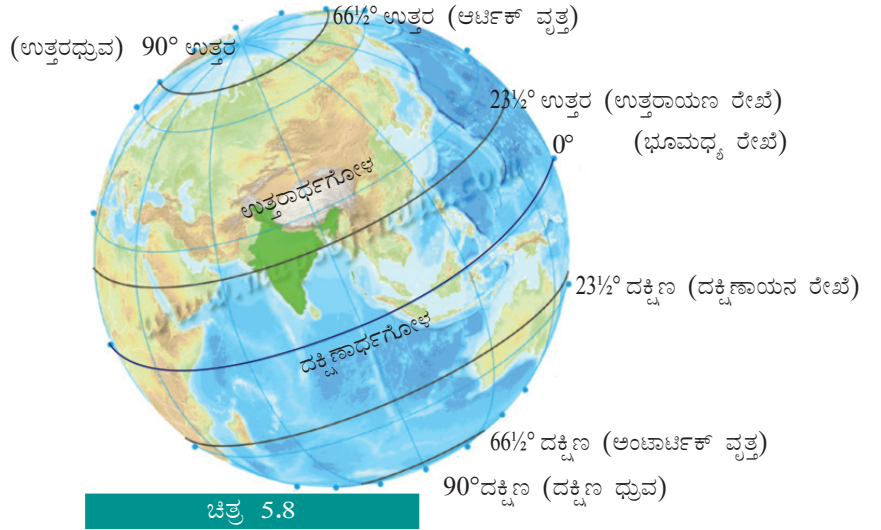 66½° ಉತ್ತರ (ಆರ್ಟಿಕ್ ವೃತ್ತ)
(ಉತ್ತರಧ್ರುವ) 90° ಉತ್ತರ
23½° ಉತ್ತರ (ಉತ್ತರಾಯಣ ರೇಖೆ)
0° (ಭೂಮಧ್ಯ ರೇಖೆ)
ಉತ್ತರಾರ್ಧಗೋಳ
23½° ದಕ್ಷಿಣ (ದಕ್ಷಿಣಾಯನ ರೇಖೆ)
ದಕ್ಷಿಣಾರ್ಧಗೋಳ
66½° ದಕ್ಷಿಣ (ಅಂಟಾರ್ಟಿಕ್ ವೃತ್ತ)
90°ದಕ್ಷಿಣ (ದಕ್ಷಿಣ ಧ್ರುವ)
ಚಿತ್ರ 5.8